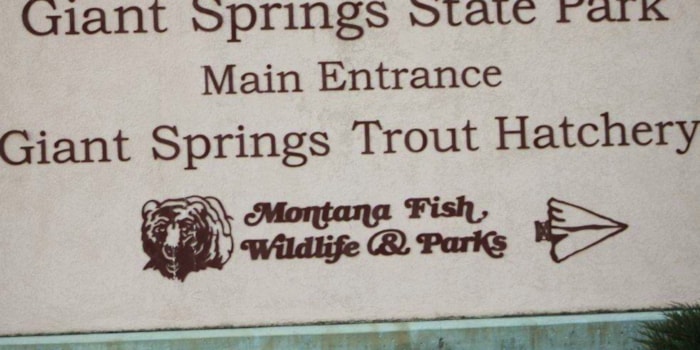 Giant Springs State Park
Main Entrance
Giant Springs Trout Hatchery
Montana Fish,
Wildlife & Parks